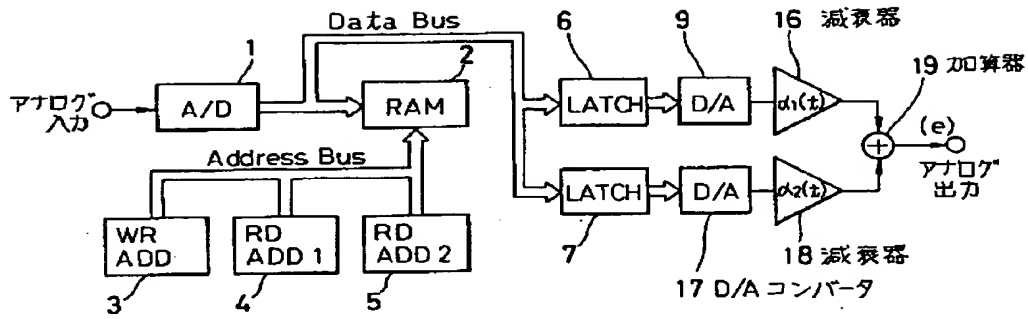 Data Bus
1
2
6
9
16 減衰器
19 加算器
アナログ
入力
A/D
RAM
LATCH
D/A
α1(t)
+
(e)
アナログ
出力
Address Bus
WR
ADD
RD
ADD 1
RD
ADD 2
LATCH
D/A
α2(t)
3
4
5
7
17 D/A コンバータ
18 減衰器